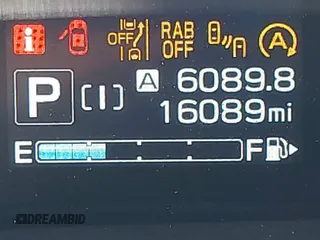 i OFF RAB OFF A
P [I] A 6089.8
16089mi
E F
DREAMBID